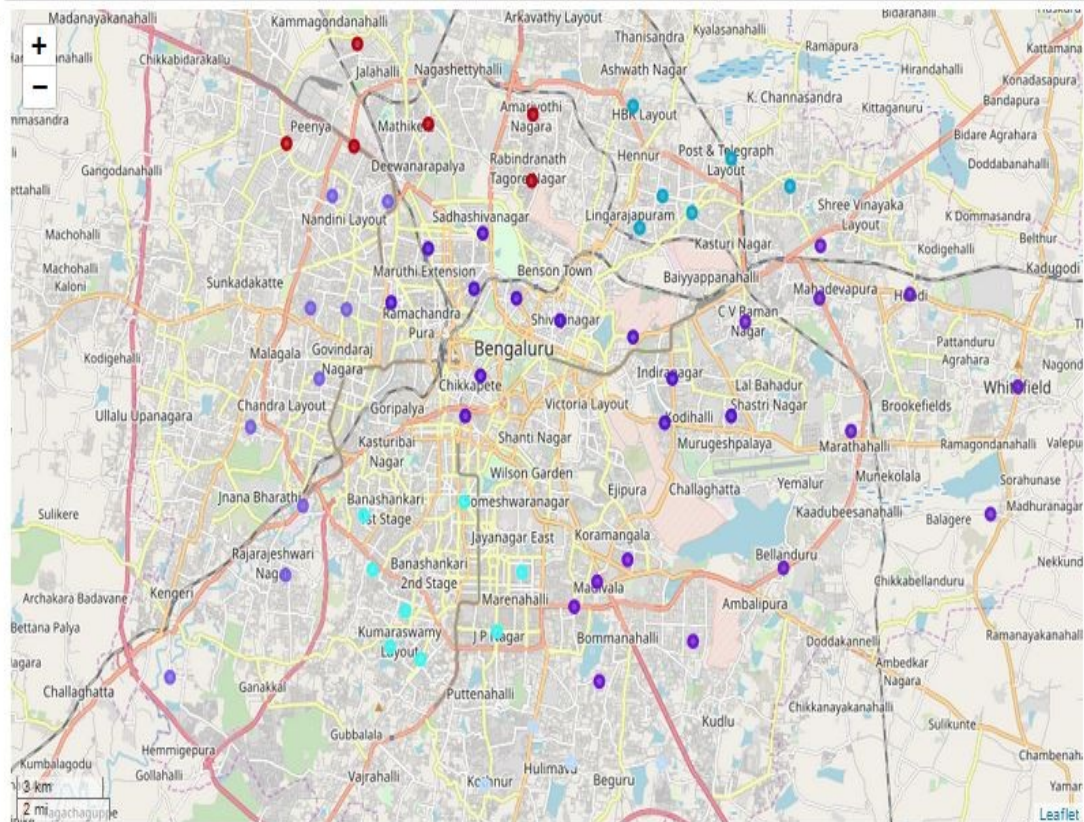 Madanayakanahalli
Kammagondanahalli
Arkavathy Layout
Bidarahalli
+
−
Chikkabidarakallu
Jalahalli
Nagashettyhalli
Thanisandra
Kyalasanahalli
Ramapura
Kattamana
Ashwath Nagar
Hirandahalli
Konadasapura
K. Channasandra
Bandapura
Kittaganuru
Peenya
Amarjyothi
Nagara
HBR Layout
Bidare Agrahara
Gangodanahalli
Deewanarapalya
Rabindranath
Tagore Nagar
Hennur
Post & Telegraph
Layout
Doddabanahalli
Nandini Layout
Sadhashivanagar
Lingarajapuram
Shree Vinayaka
Layout
K Dommasandra
Machohalli
Kasturi Nagar
Kodigehalli
Belthur
Machohalli
Kaloni
Sunkadakatte
Maruthi Extension
Benson Town
Baiyyappanahalli
Kadugodi
Mahadevapura
Ramachandra
Pura
C V Raman
Nagar
Kodigehalli
Malagala
Govindaraj
Nagara
Bengaluru
Pattanduru
Agrahara
Nagond
Chikkapete
Indiranagar
Lal Bahadur
Shastri Nagar
Whitefield
Ullalu Upanagara
Chandra Layout
Goripalya
Victoria Layout
Kodihalli
Brookefields
Kasturibai
Nagar
Shanti Nagar
Murugeshpalaya
Marathahalli
Ramagondanahalli
Valepu
Wilson Garden
Jnana Bharathi
Banashankari
1st Stage
Someshwaranagar
Ejipura
Challaghatta
Yemalur
Munekolala
Sorahunase
Sulikere
Kaadubeesanahalli
Balagere
Madhuranagar
Jayanagar East
Koramangala
Rajarajeshwari
Nagar
Banashankari
2nd Stage
Bellanduru
Nekkund
Archakara Badavane
Kengeri
Marenahalli
Madivala
Chikkabellanduru
Ambalipura
Bettana Palya
Kumaraswamy
Layout
J P Nagar
Bommanahalli
Doddakannelli
Ramanayakanahalli
Challaghatta
Ganakkal
Puttenahalli
Ambedkar
Nagara
Chikkanayakanahalli
Gubbalala
Kudlu
Sulikunte
Hemmigepura
Kumbalagodu
Gollahalli
Vajrahalli
Hulimavu
Beguru
Chambenah
Yamar
3 km
2 mi
Leaflet